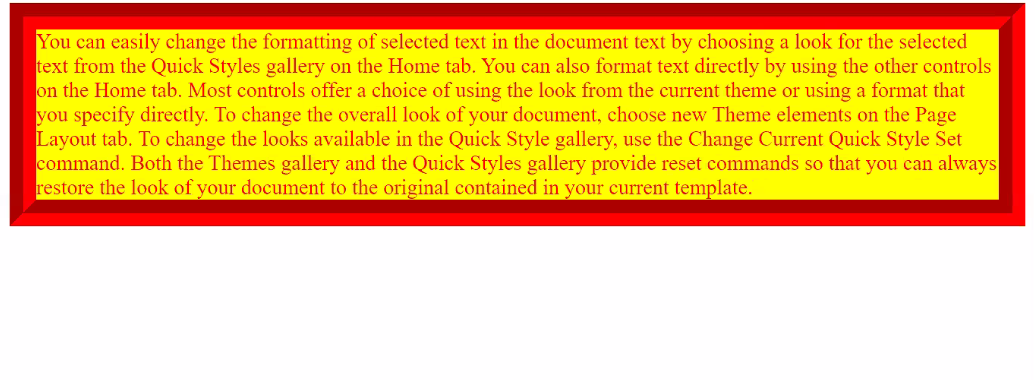 You can easily change the formatting of selected text in the document text by choosing a look for the selected
text from the Quick Styles gallery on the Home tab. You can also format text directly by using the other controls
on the Home tab. Most controls offer a choice of using the look from the current theme or using a format that
you specify directly. To change the overall look of your document, choose new Theme elements on the Page
Layout tab. To change the looks available in the Quick Style gallery, use the Change Current Quick Style Set
command. Both the Themes gallery and the Quick Styles gallery provide reset commands so that you can always
restore the look of your document to the original contained in your current template.